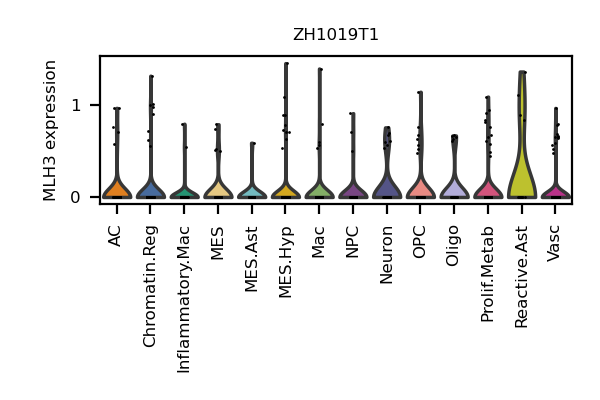 ZH1019T1
MLH3 expression
1
0
AC
Chromatin.Reg
Inflammatory.Mac
MES
MES.Ast
MES.Hyp
Mac
NPC
Neuron
OPC
Oligo
Prolif.Metab
Reactive.Ast
Vasc